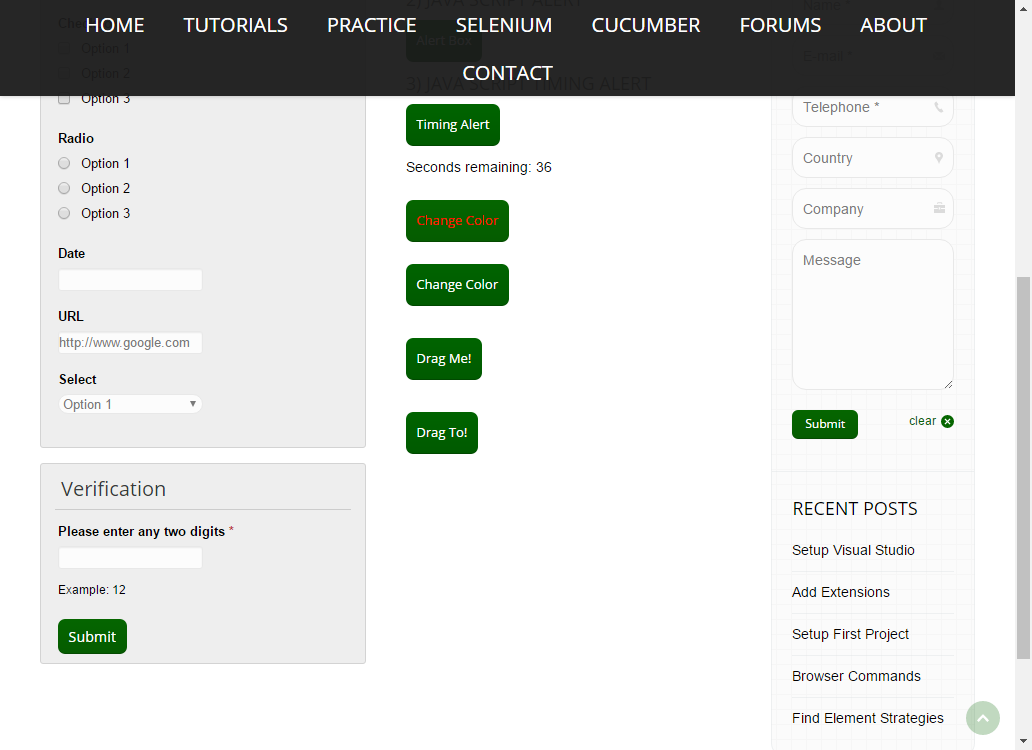 HOME TUTORIALS PRACTICE SELENIUM CUCUMBER FORUMS ABOUT
CONTACT
Option 1
Option 2
Option 3
Radio
Option 1
Option 2
Option 3
Date
URL
http://www.google.com
Select
Option 1
Verification
Please enter any two digits *
Example: 12
Submit
2) JAVA SCRIPT ALERT
Alert Box
3) JAVA SCRIPT TIMING ALERT
Timing Alert
Seconds remaining: 36
Change Color
Change Color
Drag Me!
Drag To!
Name *
E-mail *
Telephone *
Country
Company
Message
Submit
clear
RECENT POSTS
Setup Visual Studio
Add Extensions
Setup First Project
Browser Commands
Find Element Strategies